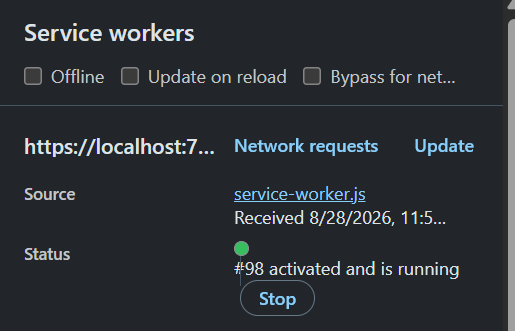 Service workers
Offline Update on reload Bypass for net...
https://localhost:7... Network requests Update
Source service-worker.js
Received 8/28/2026, 11:5...
Status
#98 activated and is running
Stop